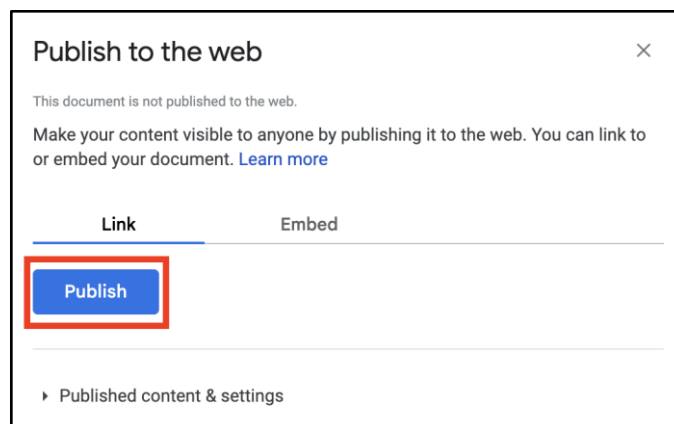 Publish to the web
This document is not published to the web.
Make your content visible to anyone by publishing it to the web. You can link to
or embed your document. Learn more
Link Embed
Publish
Published content & settings